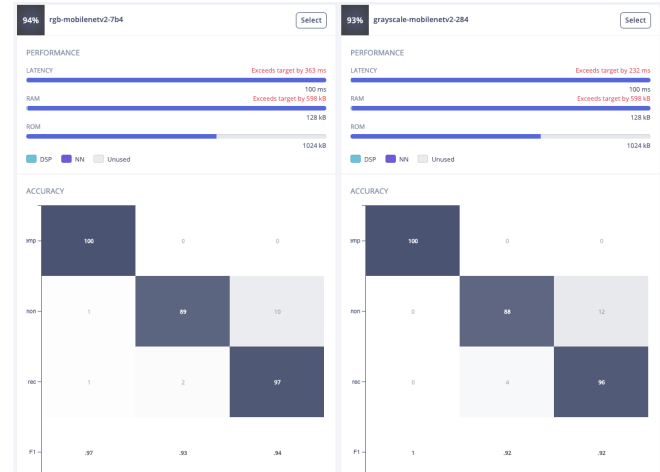 94% rgb-mobilenetv2-7b4 Select
PERFORMANCE
LATENCY Exceeds target by 363 ms
100 ms
RAM Exceeds target by 598 kB
128 kB
ROM
1024 kB
DSP NN Unused
ACCURACY
emp – 100 0 0
non – 1 89 10
rec – 1 2 97
F1 – .97 .93 .94
93% grayscale-mobilenetv2-284 Select
PERFORMANCE
LATENCY Exceeds target by 232 ms
100 ms
RAM Exceeds target by 598 kB
128 kB
ROM
1024 kB
DSP NN Unused
ACCURACY
emp – 100 0 0
non – 0 88 12
rec – 0 4 96
F1 – 1 .92 .92